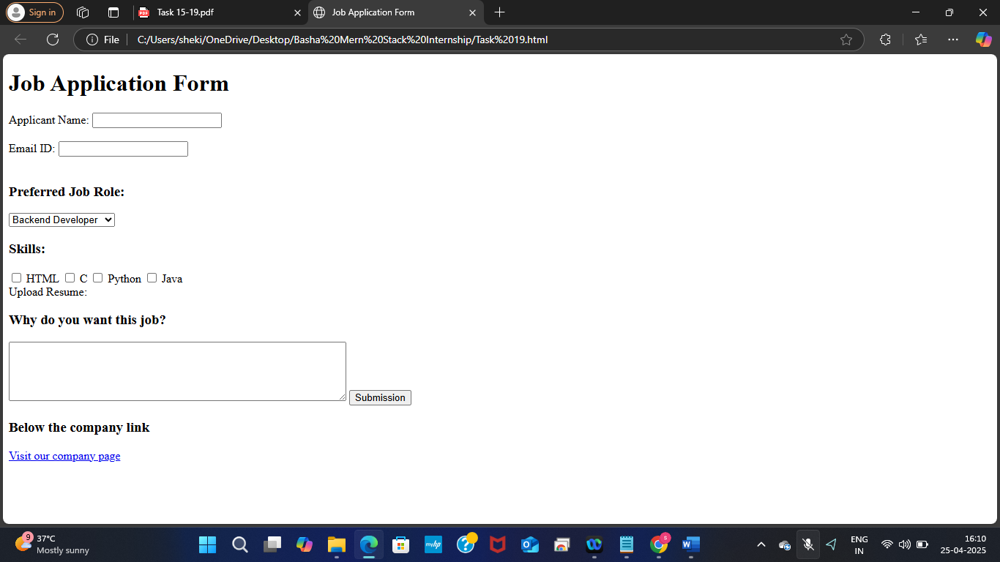 Sign in
Task 15-19.pdf
Job Application Form
File
C:/Users/sheki/OneDrive/Desktop/Basha%20Mern%20Stack%20Internship/Task%2019.html
Job Application Form
Applicant Name:
Email ID:
Preferred Job Role:
Backend Developer
Skills:
HTML C Python Java
Upload Resume:
Why do you want this job?
Submission
Below the company link
Visit our company page
9
37°C
Mostly sunny
PDF
myhp
S
W
ENG
IN
16:10
25-04-2025